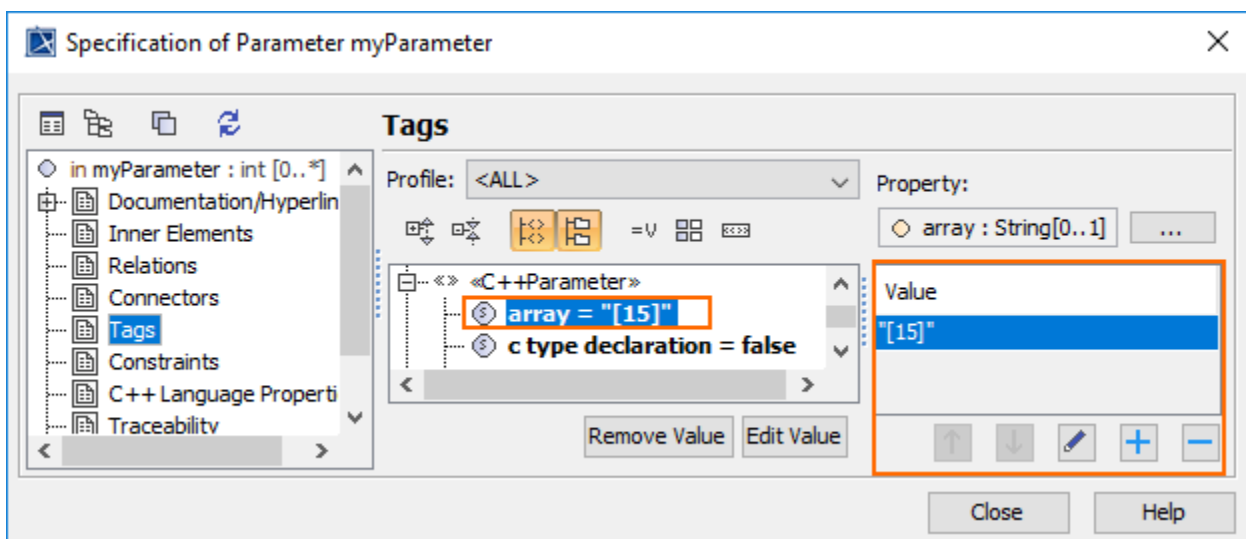 Specification of Parameter myParameter
in myParameter : int [0..*]
Documentation/Hyperlin
Inner Elements
Relations
Connectors
Tags
Constraints
C++ Language Properti
Traceability
Tags
Profile: <ALL>
=V
«» «C++Parameter»
array = "[15]"
c type declaration = false
Remove Value
Edit Value
Property:
array : String[0..1]
...
Value
"[15]"
Close
Help